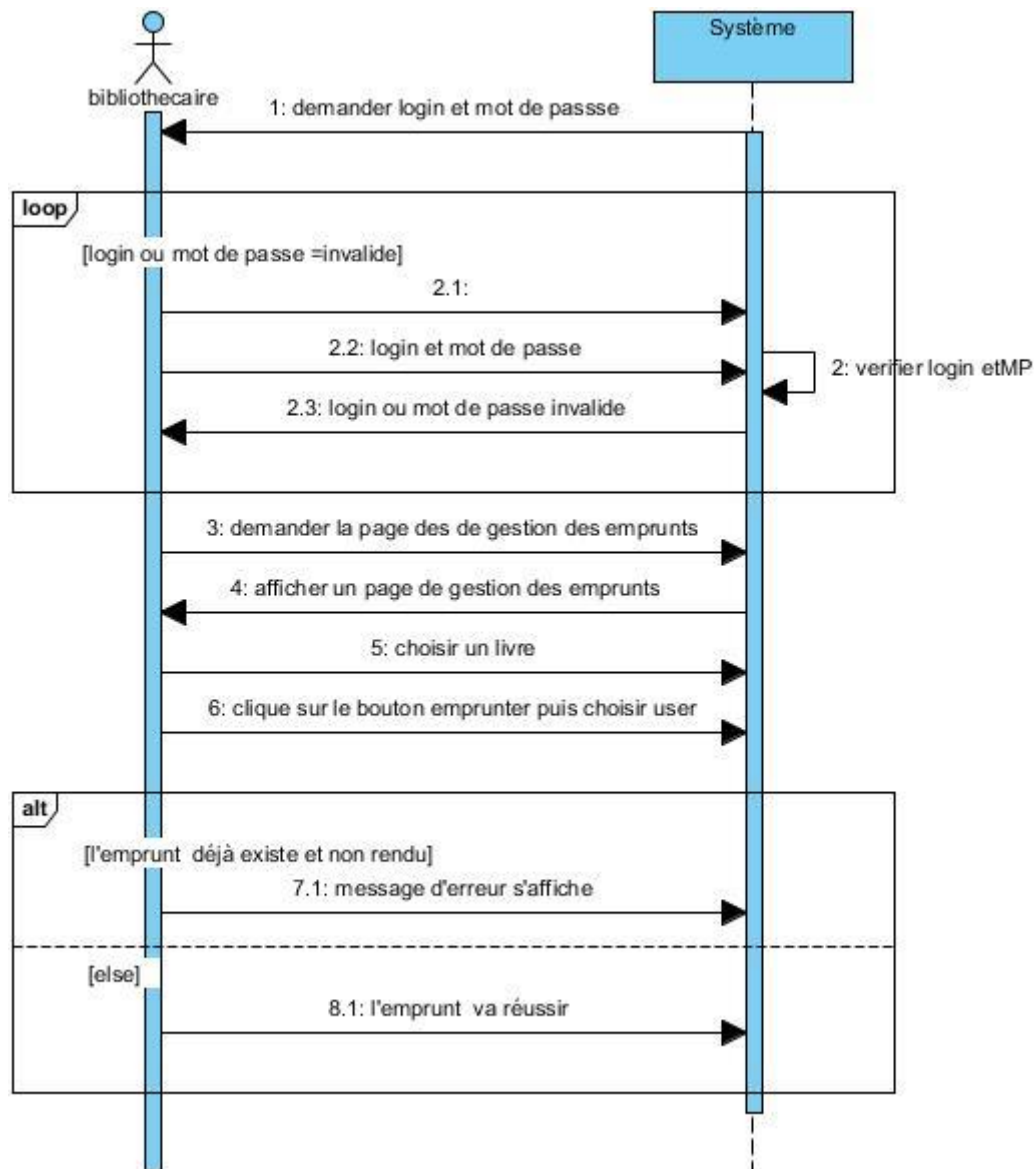 Système
bibliothecaire
1: demander login et mot de passse
loop
[login ou mot de passe =invalide]
2.1:
2.2: login et mot de passe
2: verifier login etMP
2.3: login ou mot de passe invalide
3: demander la page des de gestion des emprunts
4: afficher un page de gestion des emprunts
5: choisir un livre
6: clique sur le bouton emprunter puis choisir user
alt
[l'emprunt déjà existe et non rendu]
7.1: message d'erreur s'affiche
[else]
8.1: l'emprunt va réussir